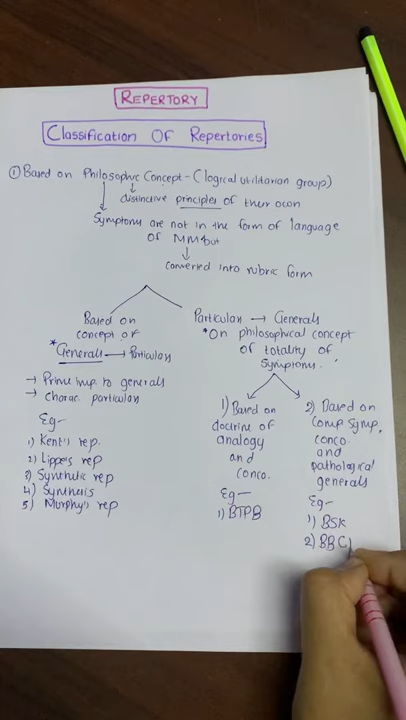 REPERTORY
Classification OF Repertories
① Based on Philosophic Concept - (logical utilitarian group)
distinctive principles of their own
Symptoms are not in the form of language
of MM but
converted into rubric form
Based on
concept of
*Generals → Particulars
→ Prime imp to generals
→ Charac. particulars
Eg-
1) Kent's rep.
2) Lippe's rep
3) Synthetic rep
4) Synthesis
5) Murphy's rep
Particulars → Generals
*On philosophical concept
of totality of
Symptoms.
1) Based on
doctrine of
analogy
and
conco.
Eg-
1) BTPB
2) Based on
Comp Symp,
conco.
and
pathological
generals
Eg-
1) BSK
2) BBC